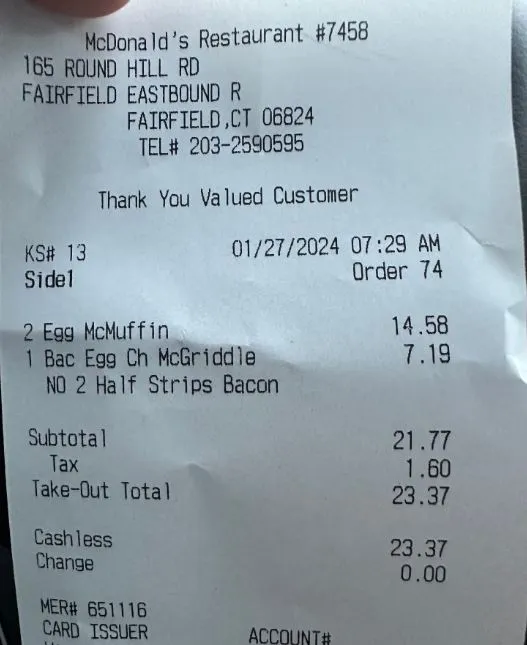 McDonald's Restaurant #7458
165 ROUND HILL RD
FAIRFIELD EASTBOUND R
FAIRFIELD,CT 06824
TEL# 203-2590595
Thank You Valued Customer
KS# 13 01/27/2024 07:29 AM
Side1 Order 74
2 Egg McMuffin 14.58
1 Bac Egg Ch McGriddle 7.19
NO 2 Half Strips Bacon
Subtotal 21.77
Tax 1.60
Take-Out Total 23.37
Cashless 23.37
Change 0.00
MER# 651116
CARD ISSUER ACCOUNT#